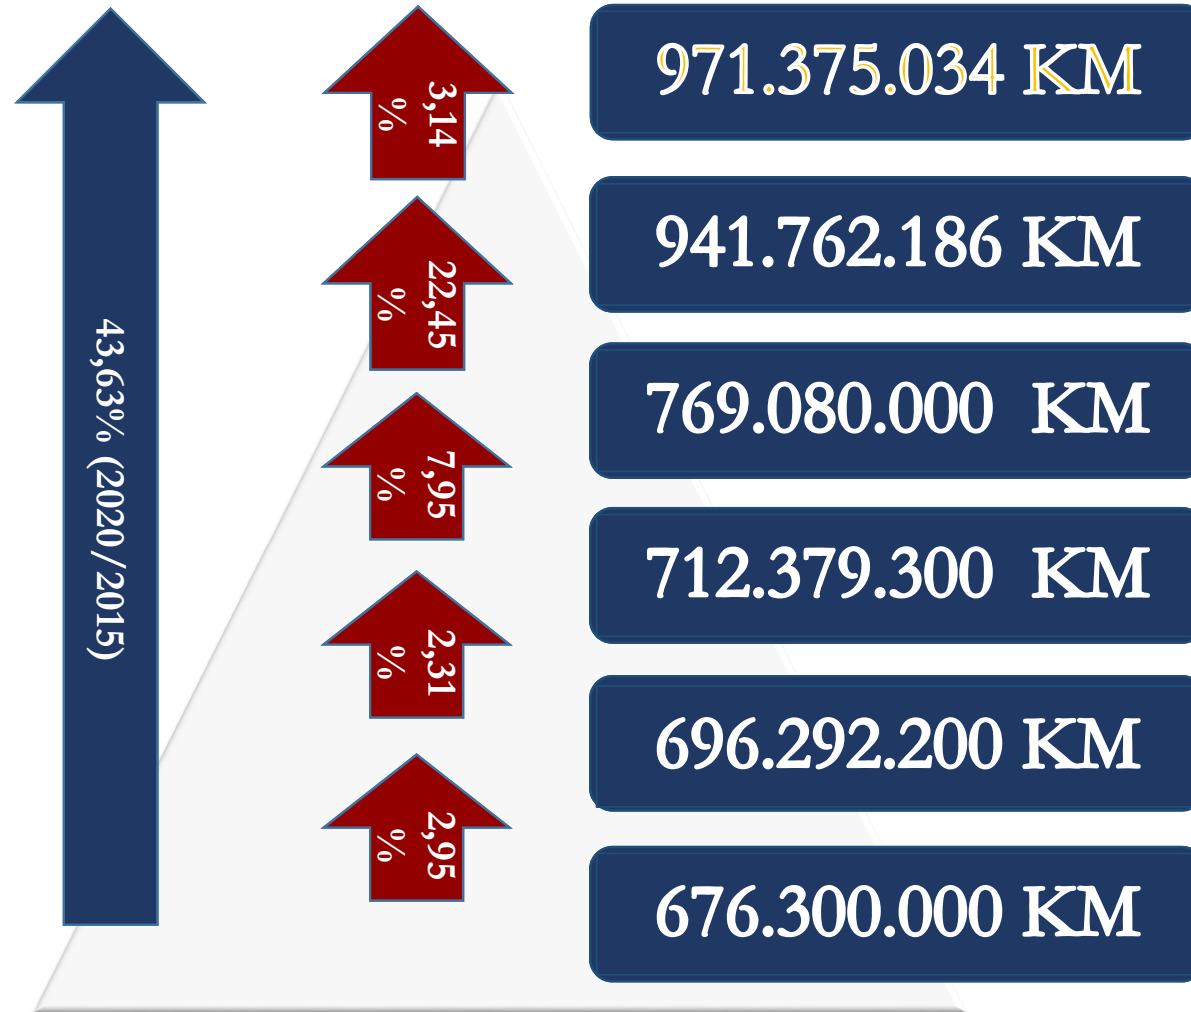 43,63% (2020/2015)
3,14
%
971.375.034 KM
22,45
%
941.762.186 KM
7,95
%
769.080.000 KM
2,31
%
712.379.300 KM
2,95
%
696.292.200 KM
676.300.000 KM